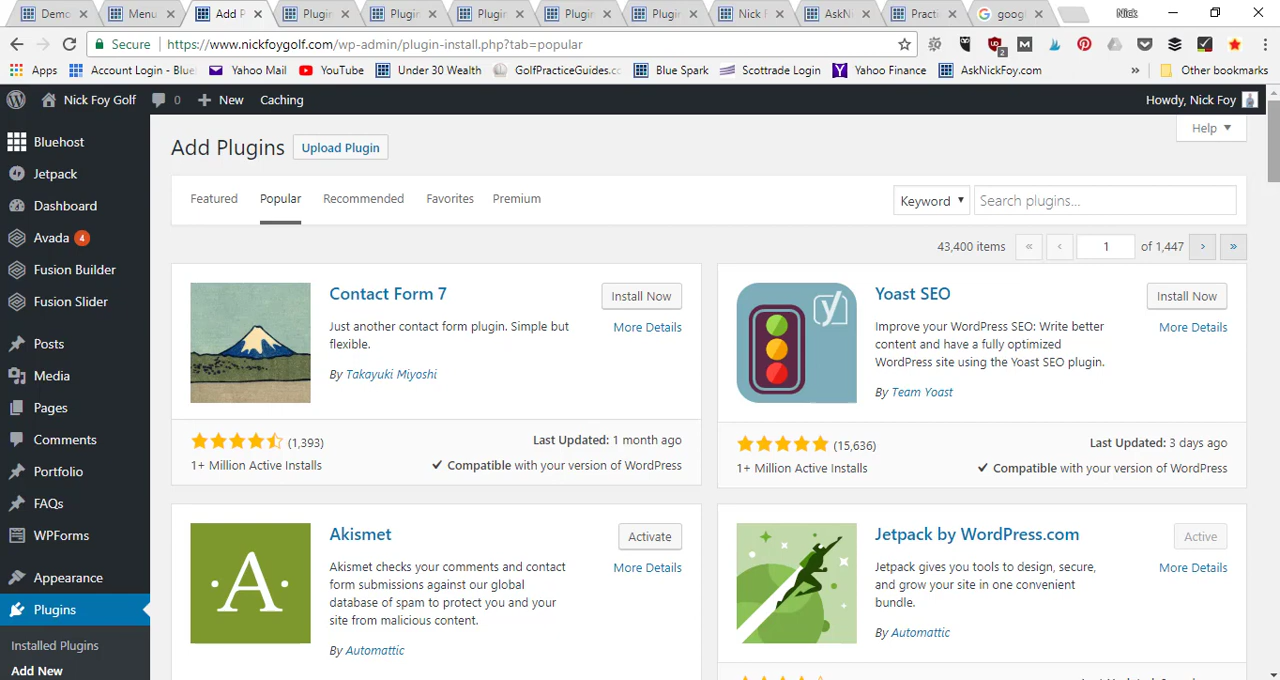 Demo
Menu
Add P
Plugin
Plugin
Plugin
Plugin
Plugin
Nick F
AskNi
Practi
googl
Nick
Secure
https://www.nickfoygolf.com/wp-admin/plugin-install.php?tab=popular
2
Apps
Account Login - Blue
Yahoo Mail
YouTube
Under 30 Wealth
GolfPracticeGuides.co
Blue Spark
Scottrade Login
Yahoo Finance
AskNickFoy.com
»
Other bookmarks
Nick Foy Golf
0
New
Caching
Howdy, Nick Foy
Bluehost
Jetpack
Dashboard
Avada 4
Fusion Builder
Fusion Slider
Posts
Media
Pages
Comments
Portfolio
FAQs
WPForms
Appearance
Plugins
Installed Plugins
Add New
Help
Add Plugins
Upload Plugin
Featured
Popular
Recommended
Favorites
Premium
Keyword
Search plugins...
43,400 items
«
‹
1
of 1,447
›
»
Contact Form 7
Install Now
More Details
Just another contact form plugin. Simple but
flexible.
By Takayuki Miyoshi
(1,393)
1+ Million Active Installs
Last Updated: 1 month ago
Compatible with your version of WordPress
Yoast SEO
Install Now
More Details
Improve your WordPress SEO: Write better
content and have a fully optimized
WordPress site using the Yoast SEO plugin.
By Team Yoast
(15,636)
1+ Million Active Installs
Last Updated: 3 days ago
Compatible with your version of WordPress
·A·
Akismet
Activate
More Details
Akismet checks your comments and contact
form submissions against our global
database of spam to protect you and your
site from malicious content.
By Automattic
Jetpack by WordPress.com
Active
More Details
Jetpack gives you tools to design, secure,
and grow your site in one convenient
bundle.
By Automattic